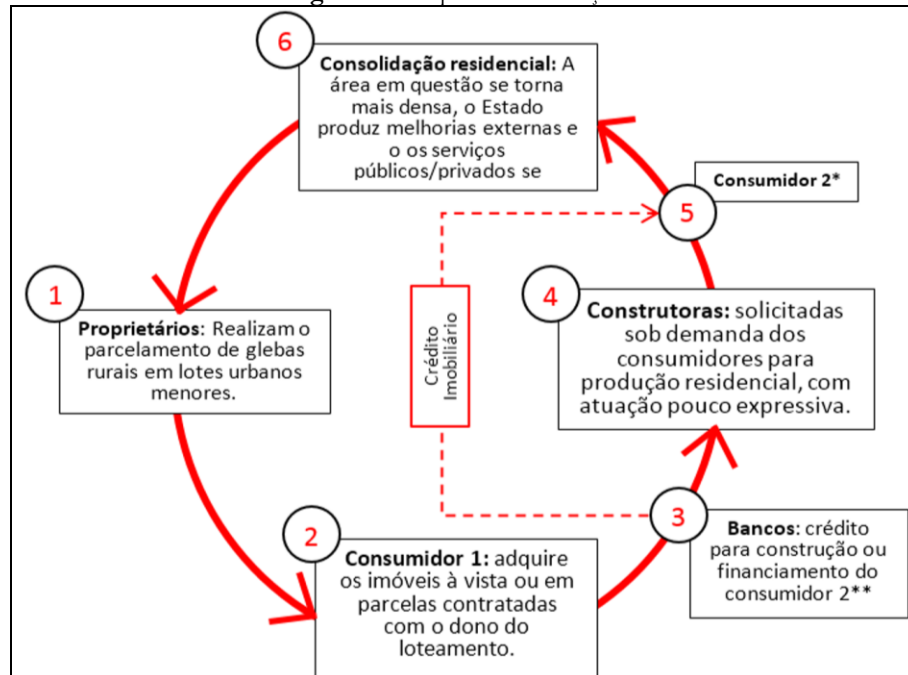 6
Consolidação residencial: A
área em questão se torna
mais densa, o Estado
produz melhorias externas e
o os serviços
públicos/privados se
1
Proprietários: Realizam o
parcelamento de glebas
rurais em lotes urbanos
menores.
2
Consumidor 1: adquire
os imóveis à vista ou em
parcelas contratadas
com o dono do
loteamento.
3
Bancos: crédito
para construção ou
financiamento do
consumidor 2**
4
Construtoras: solicitadas
sob demanda dos
consumidores para
produção residencial, com
atuação pouco expressiva.
5
Consumidor 2*
Crédito
Imobiliário